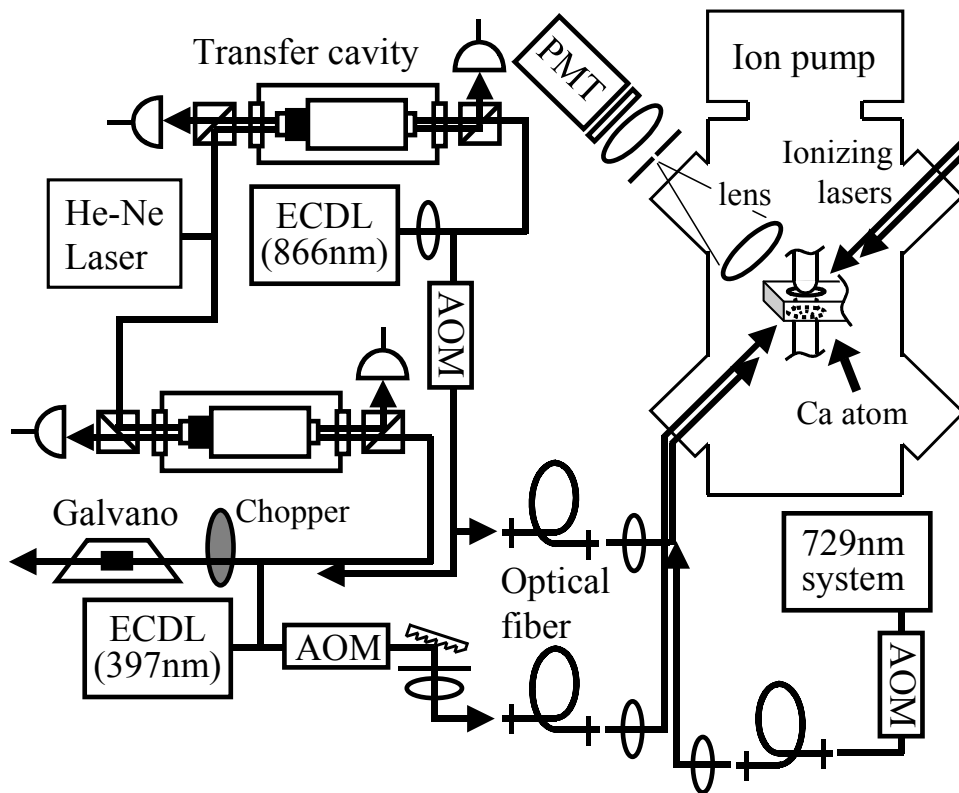 Transfer cavity
PMT
Ion pump
Ionizing
lasers
lens
He-Ne
Laser
ECDL
(866nm)
AOM
Ca atom
Galvano
Chopper
Optical
fiber
729nm
system
ECDL
(397nm)
AOM
AOM